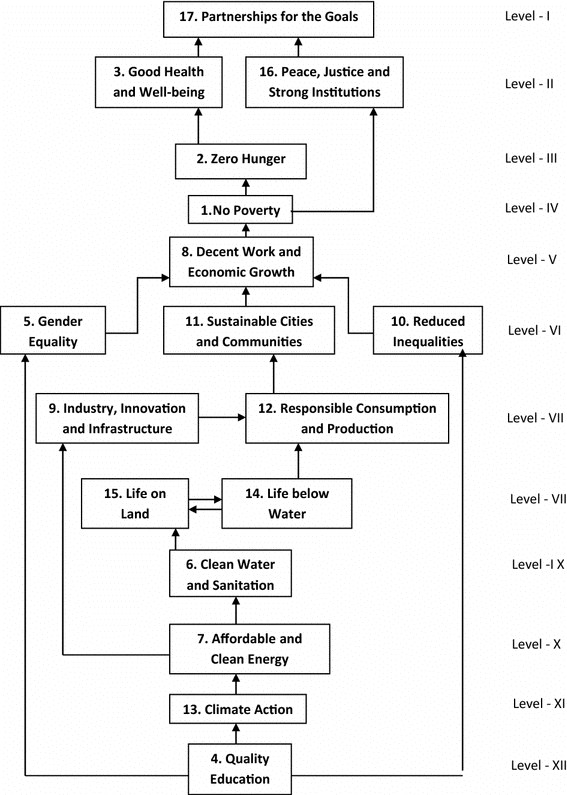 17. Partnerships for the Goals
Level - I
3. Good Health
and Well-being
16. Peace, Justice and
Strong Institutions
Level - II
2. Zero Hunger
Level - III
1.No Poverty
Level - IV
8. Decent Work and
Economic Growth
Level - V
5. Gender
Equality
11. Sustainable Cities
and Communities
10. Reduced
Inequalities
Level - VI
9. Industry, Innovation
and Infrastructure
12. Responsible Consumption
and Production
Level - VII
15. Life on
Land
14. Life below
Water
Level - VII
6. Clean Water
and Sanitation
Level -I X
7. Affordable and
Clean Energy
Level - X
13. Climate Action
Level - XI
4. Quality
Education
Level - XII